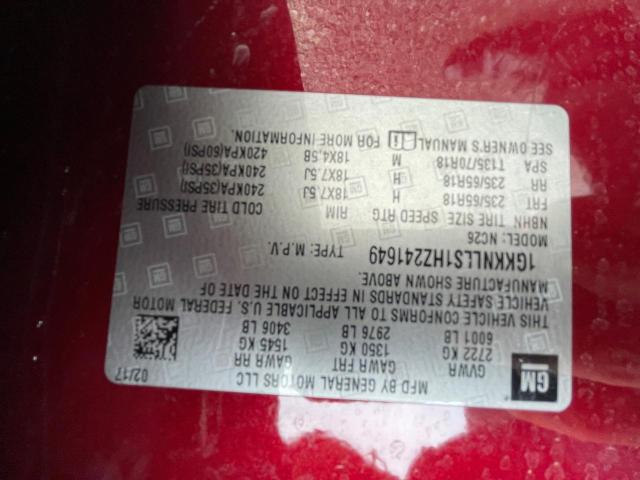 GM
MFD BY GENERAL MOTORS LLC 02/17
GVWR GAWR FRT GAWR RR
2722 KG 1350 KG 1545 KG
6001 LB 2976 LB 3406 LB
THIS VEHICLE CONFORMS TO ALL APPLICABLE U.S. FEDERAL MOTOR
VEHICLE SAFETY STANDARDS IN EFFECT ON THE DATE OF
MANUFACTURE SHOWN ABOVE.
1GKKNLLS1HZ241649 TYPE: M.P.V.
MODEL: NC26
NBHN TIRE SIZE SPEED RTG RIM COLD TIRE PRESSURE
FRT 235/65R18 H 18X7.5J 240KPA(35PSI)
RR 235/65R18 H 18X7.5J 240KPA(35PSI)
SPA T135/70R18 M 18X4.5B 420KPA(60PSI)
SEE OWNER'S MANUAL FOR MORE INFORMATION.